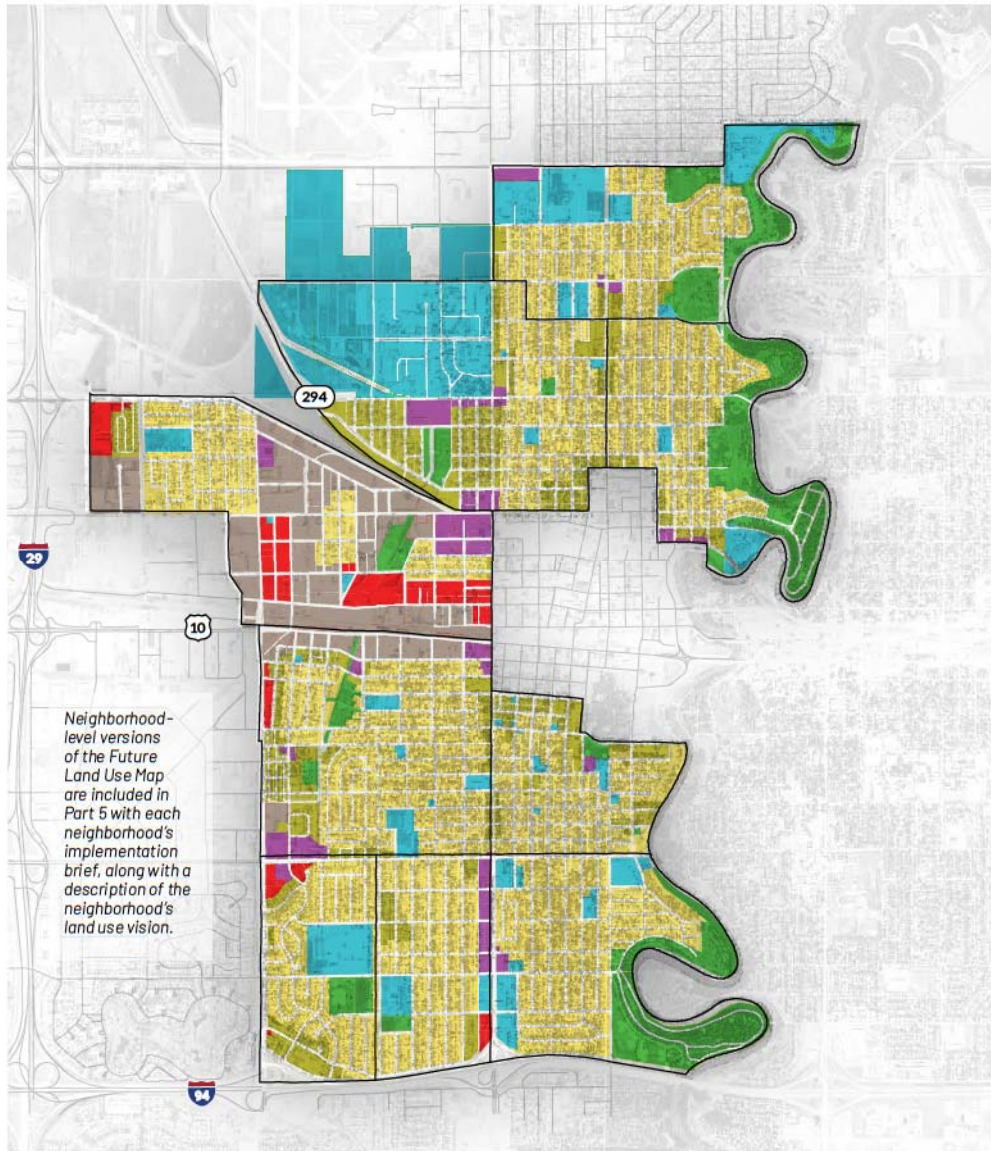 294
29
10
Neighborhood-
level versions
of the Future
Land Use Map
are included in
Part 5 with each
neighborhood's
implementation
brief, along with a
description of the
neighborhood's
land use vision.
94